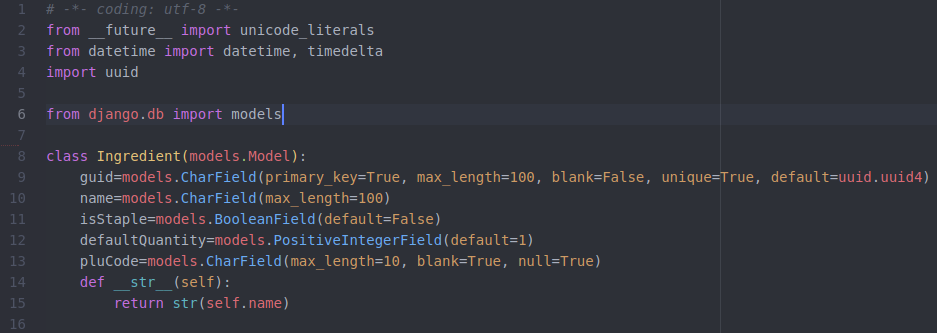 1 # -*- coding: utf-8 -*-
2 from __future__ import unicode_literals
3 from datetime import datetime, timedelta
4 import uuid
5
6 from django.db import models
7
8 class Ingredient(models.Model):
9     guid=models.CharField(primary_key=True, max_length=100, blank=False, unique=True, default=uuid.uuid4)
10     name=models.CharField(max_length=100)
11     isStaple=models.BooleanField(default=False)
12     defaultQuantity=models.PositiveIntegerField(default=1)
13     pluCode=models.CharField(max_length=10, blank=True, null=True)
14     def __str__(self):
15         return str(self.name)
16